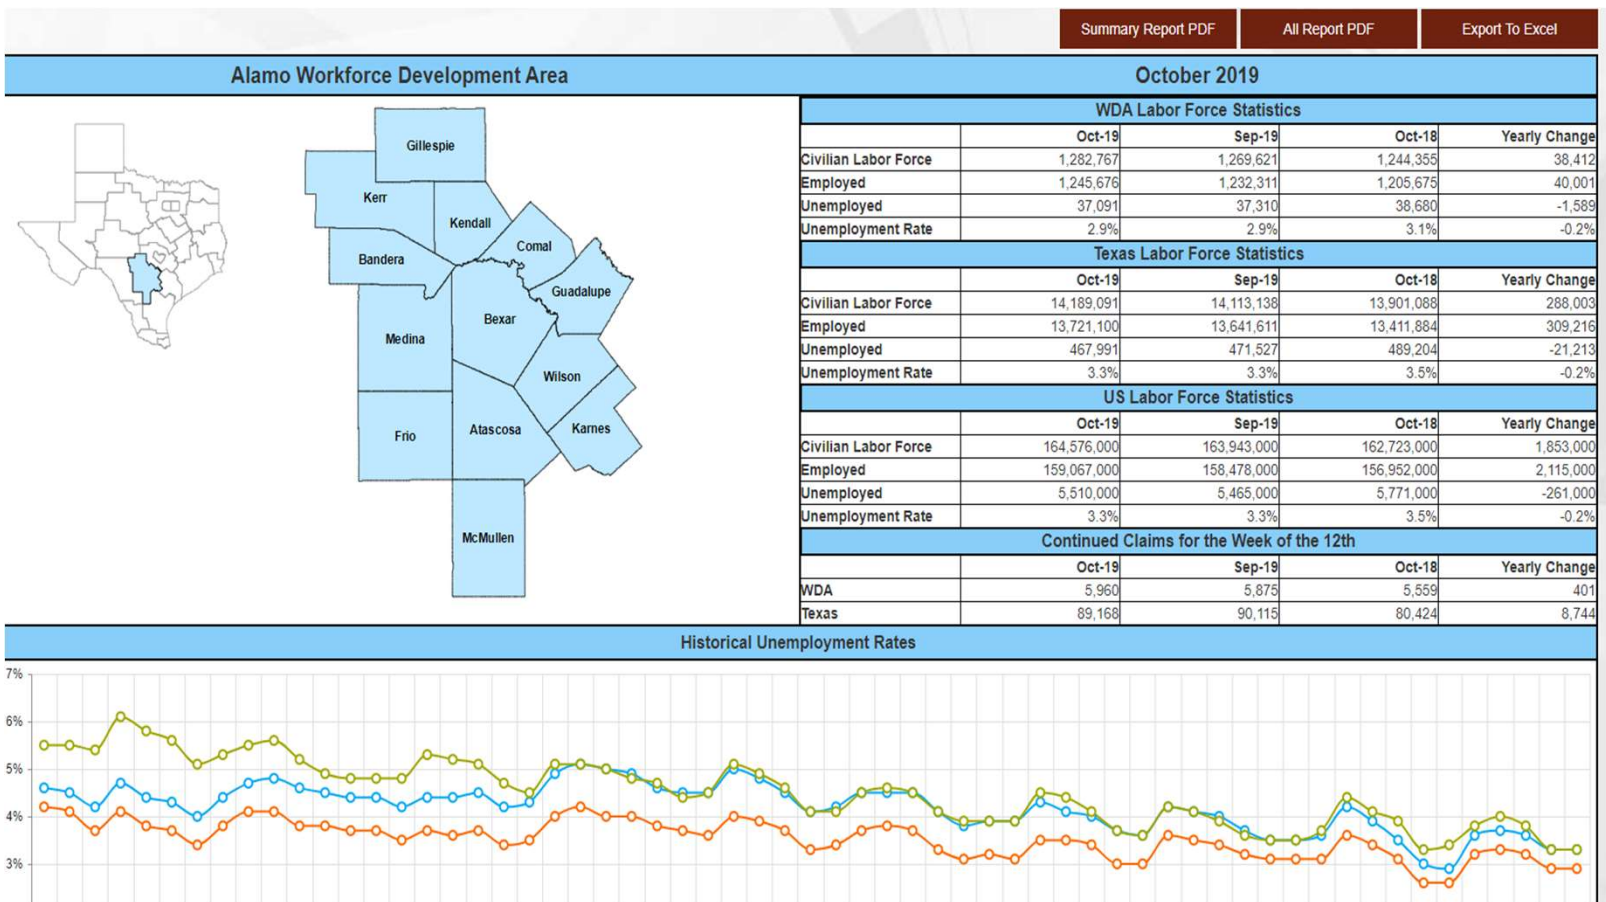 Summary Report PDF All Report PDF Export To Excel
Alamo Workforce Development Area October 2019
Gillespie
Kerr
Kendall
Comal
Bandera
Guadalupe
Bexar
Medina
Wilson
Frio
Atascosa
Karnes
McMullen
WDA Labor Force Statistics
Oct-19 Sep-19 Oct-18 Yearly Change
Civilian Labor Force 1,282,767 1,269,621 1,244,355 38,412
Employed 1,245,676 1,232,311 1,205,675 40,001
Unemployed 37,091 37,310 38,680 -1,589
Unemployment Rate 2.9% 2.9% 3.1% -0.2%
Texas Labor Force Statistics
Oct-19 Sep-19 Oct-18 Yearly Change
Civilian Labor Force 14,189,091 14,113,138 13,901,088 288,003
Employed 13,721,100 13,641,611 13,411,884 309,216
Unemployed 467,991 471,527 489,204 -21,213
Unemployment Rate 3.3% 3.3% 3.5% -0.2%
US Labor Force Statistics
Oct-19 Sep-19 Oct-18 Yearly Change
Civilian Labor Force 164,576,000 163,943,000 162,723,000 1,853,000
Employed 159,067,000 158,478,000 156,952,000 2,115,000
Unemployed 5,510,000 5,465,000 5,771,000 -261,000
Unemployment Rate 3.3% 3.3% 3.5% -0.2%
Continued Claims for the Week of the 12th
Oct-19 Sep-19 Oct-18 Yearly Change
WDA 5,960 5,875 5,559 401
Texas 89,168 90,115 80,424 8,744
Historical Unemployment Rates
7%
6%
5%
4%
3%